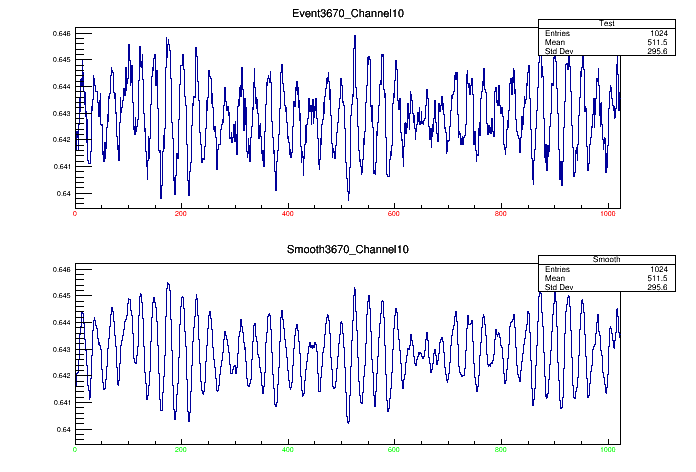 Event3670_Channel10
Test
Entries 1024
Mean 511.5
Std Dev 295.6
0.646
0.645
0.644
0.643
0.642
0.641
0.64
0 200 400 600 800 1000
Smooth3670_Channel10
Smooth
Entries 1024
Mean 511.5
Std Dev 295.6
0.646
0.645
0.644
0.643
0.642
0.641
0.64
0 200 400 600 800 1000